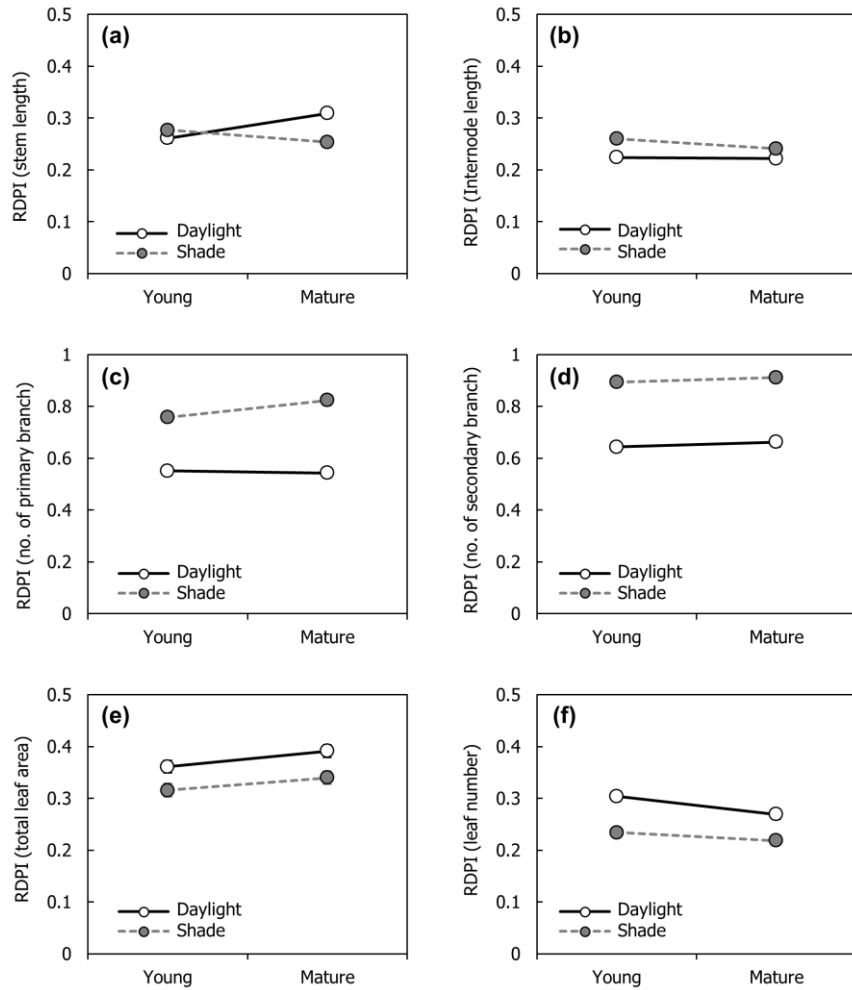 (a)
RDPI (stem length)
0.5
0.4
0.3
0.2
0.1
0
Daylight
Shade
Young Mature
(b)
RDPI (Internode length)
0.5
0.4
0.3
0.2
0.1
0
Daylight
Shade
Young Mature
(c)
RDPI (no. of primary branch)
1
0.8
0.6
0.4
0.2
0
Daylight
Shade
Young Mature
(d)
RDPI (no. of secondary branch)
1
0.8
0.6
0.4
0.2
0
Daylight
Shade
Young Mature
(e)
RDPI (total leaf area)
0.5
0.4
0.3
0.2
0.1
0
Daylight
Shade
Young Mature
(f)
RDPI (leaf number)
0.5
0.4
0.3
0.2
0.1
0
Daylight
Shade
Young Mature